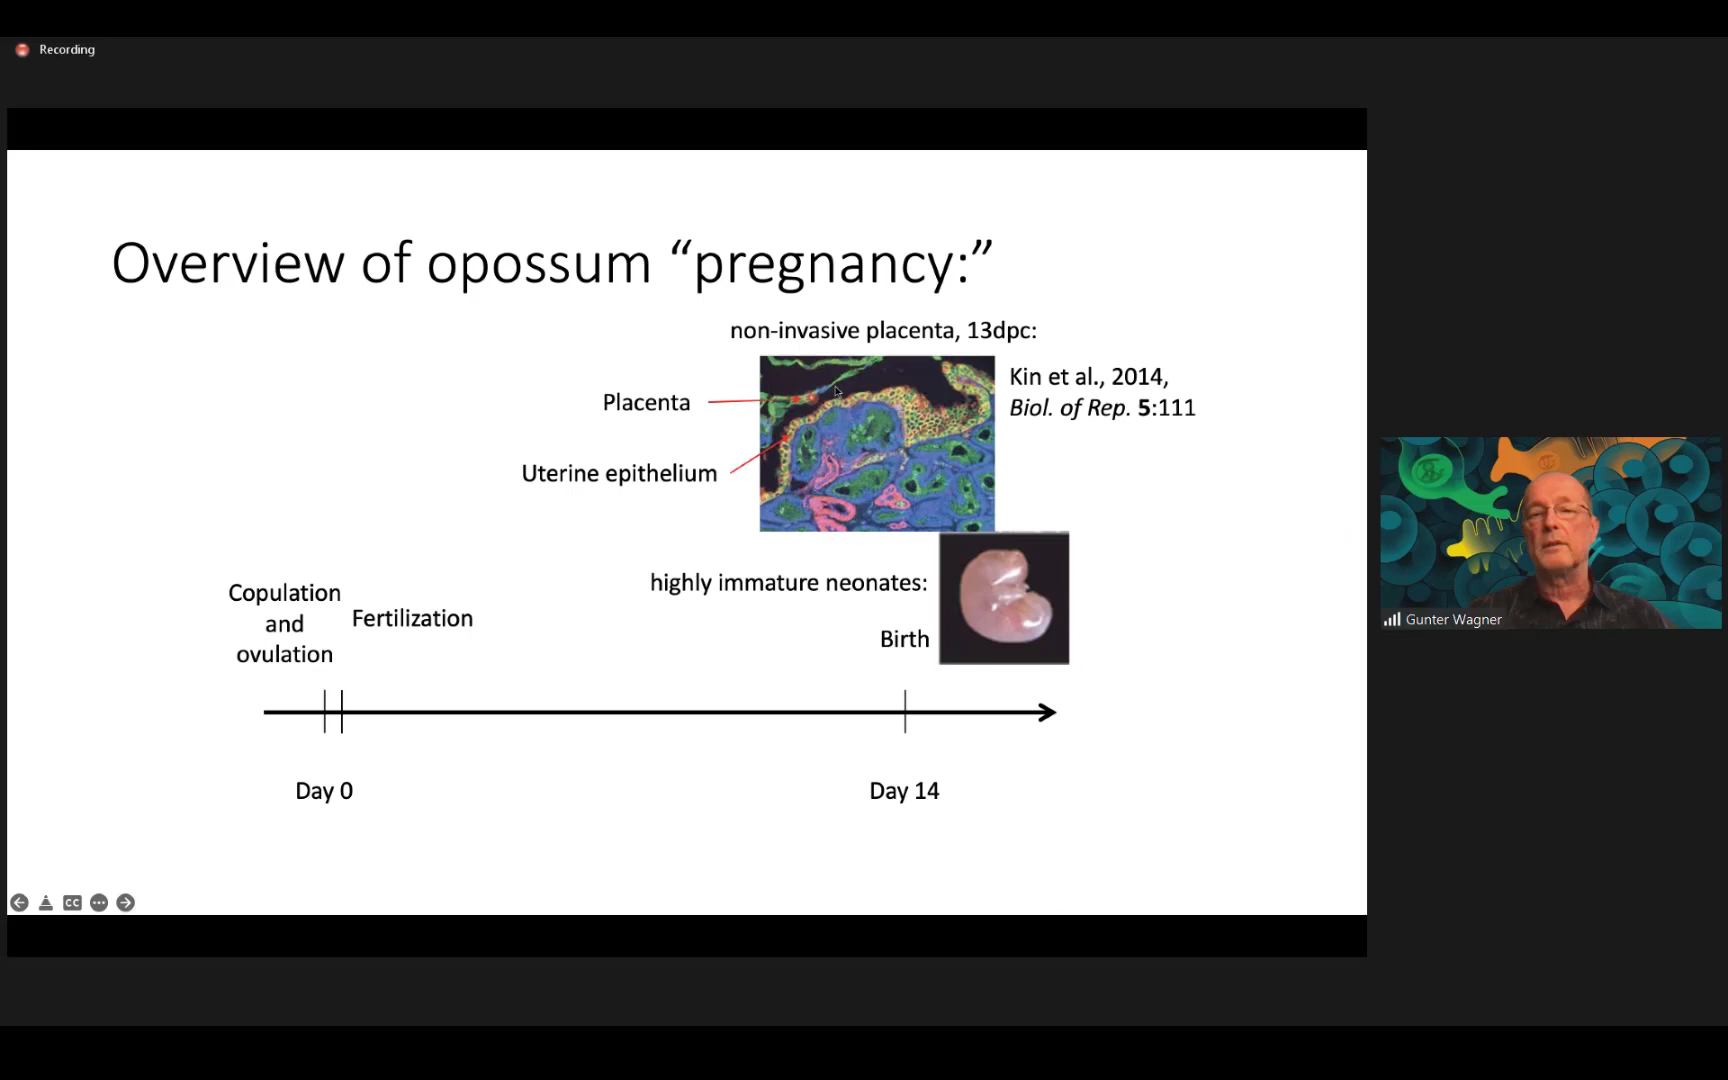 Recording
Overview of opossum “pregnancy:”
non-invasive placenta, 13dpc:
Kin et al., 2014,
Biol. of Rep. 5:111
Placenta
Uterine epithelium
highly immature neonates:
Copulation
and
ovulation
Fertilization
Birth
Day 0
Day 14
CC
Gunter Wagner